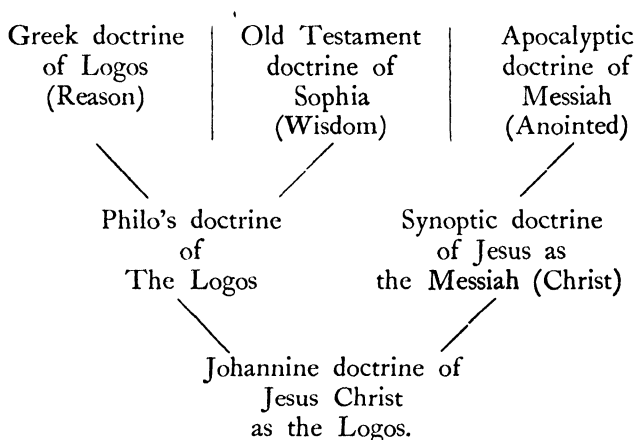 Greek doctrine
of Logos
(Reason)
Old Testament
doctrine of
Sophia
(Wisdom)
Apocalyptic
doctrine of
Messiah
(Anointed)
Philo's doctrine
of
The Logos
Synoptic doctrine
of Jesus as
the Messiah (Christ)
Johannine doctrine of
Jesus Christ
as the Logos.